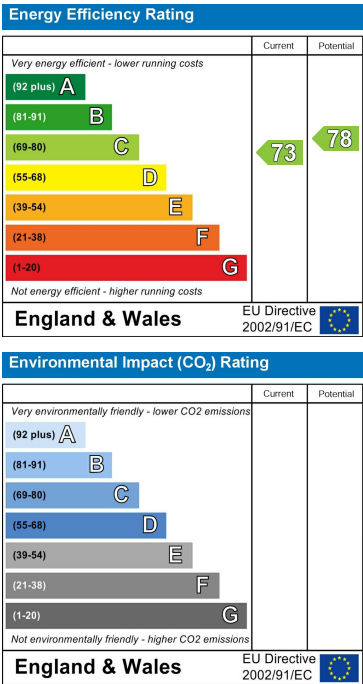 Energy Efficiency Rating
Current Potential
Very energy efficient - lower running costs
(92 plus) A
(81-91) B
(69-80) C
(55-68) D
(39-54) E
(21-38) F
(1-20) G
73 78
Not energy efficient - higher running costs
England & Wales
EU Directive
2002/91/EC
Environmental Impact (CO₂) Rating
Current Potential
Very environmentally friendly - lower CO2 emissions
(92 plus) A
(81-91) B
(69-80) C
(55-68) D
(39-54) E
(21-38) F
(1-20) G
Not environmentally friendly - higher CO2 emissions
England & Wales
EU Directive
2002/91/EC